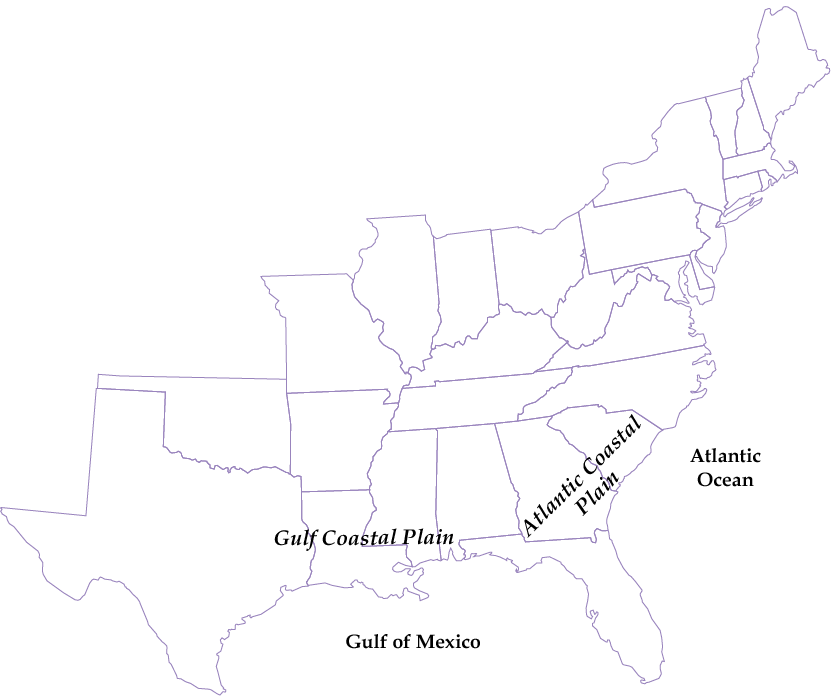 Atlantic Coastal
Plain
Atlantic
Ocean
Gulf Coastal Plain
Gulf of Mexico